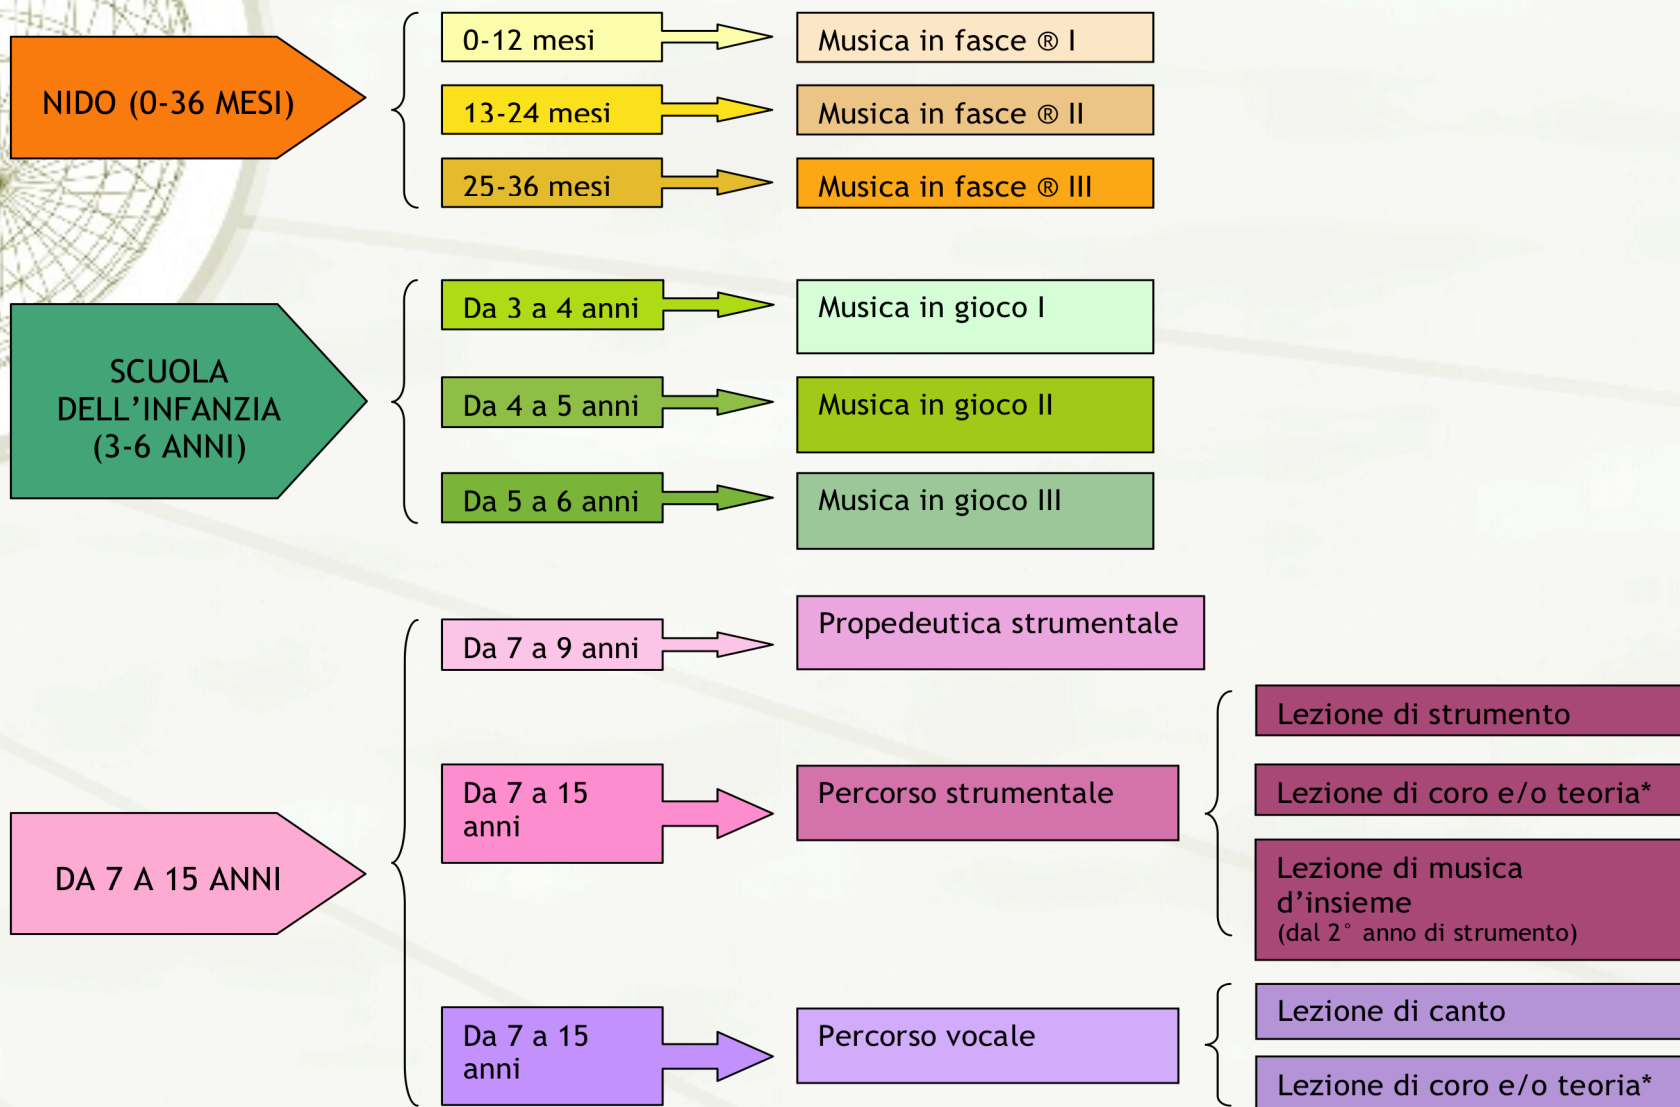 NIDO (0-36 MESI)
0-12 mesi
Musica in fasce ® I
13-24 mesi
Musica in fasce ® II
25-36 mesi
Musica in fasce ® III
SCUOLA
DELL’INFANZIA
(3-6 ANNI)
Da 3 a 4 anni
Musica in gioco I
Da 4 a 5 anni
Musica in gioco II
Da 5 a 6 anni
Musica in gioco III
DA 7 A 15 ANNI
Da 7 a 9 anni
Propedeutica strumentale
Da 7 a 15
anni
Percorso strumentale
Lezione di strumento
Lezione di coro e/o teoria*
Lezione di musica
d’insieme
(dal 2° anno di strumento)
Da 7 a 15
anni
Percorso vocale
Lezione di canto
Lezione di coro e/o teoria*